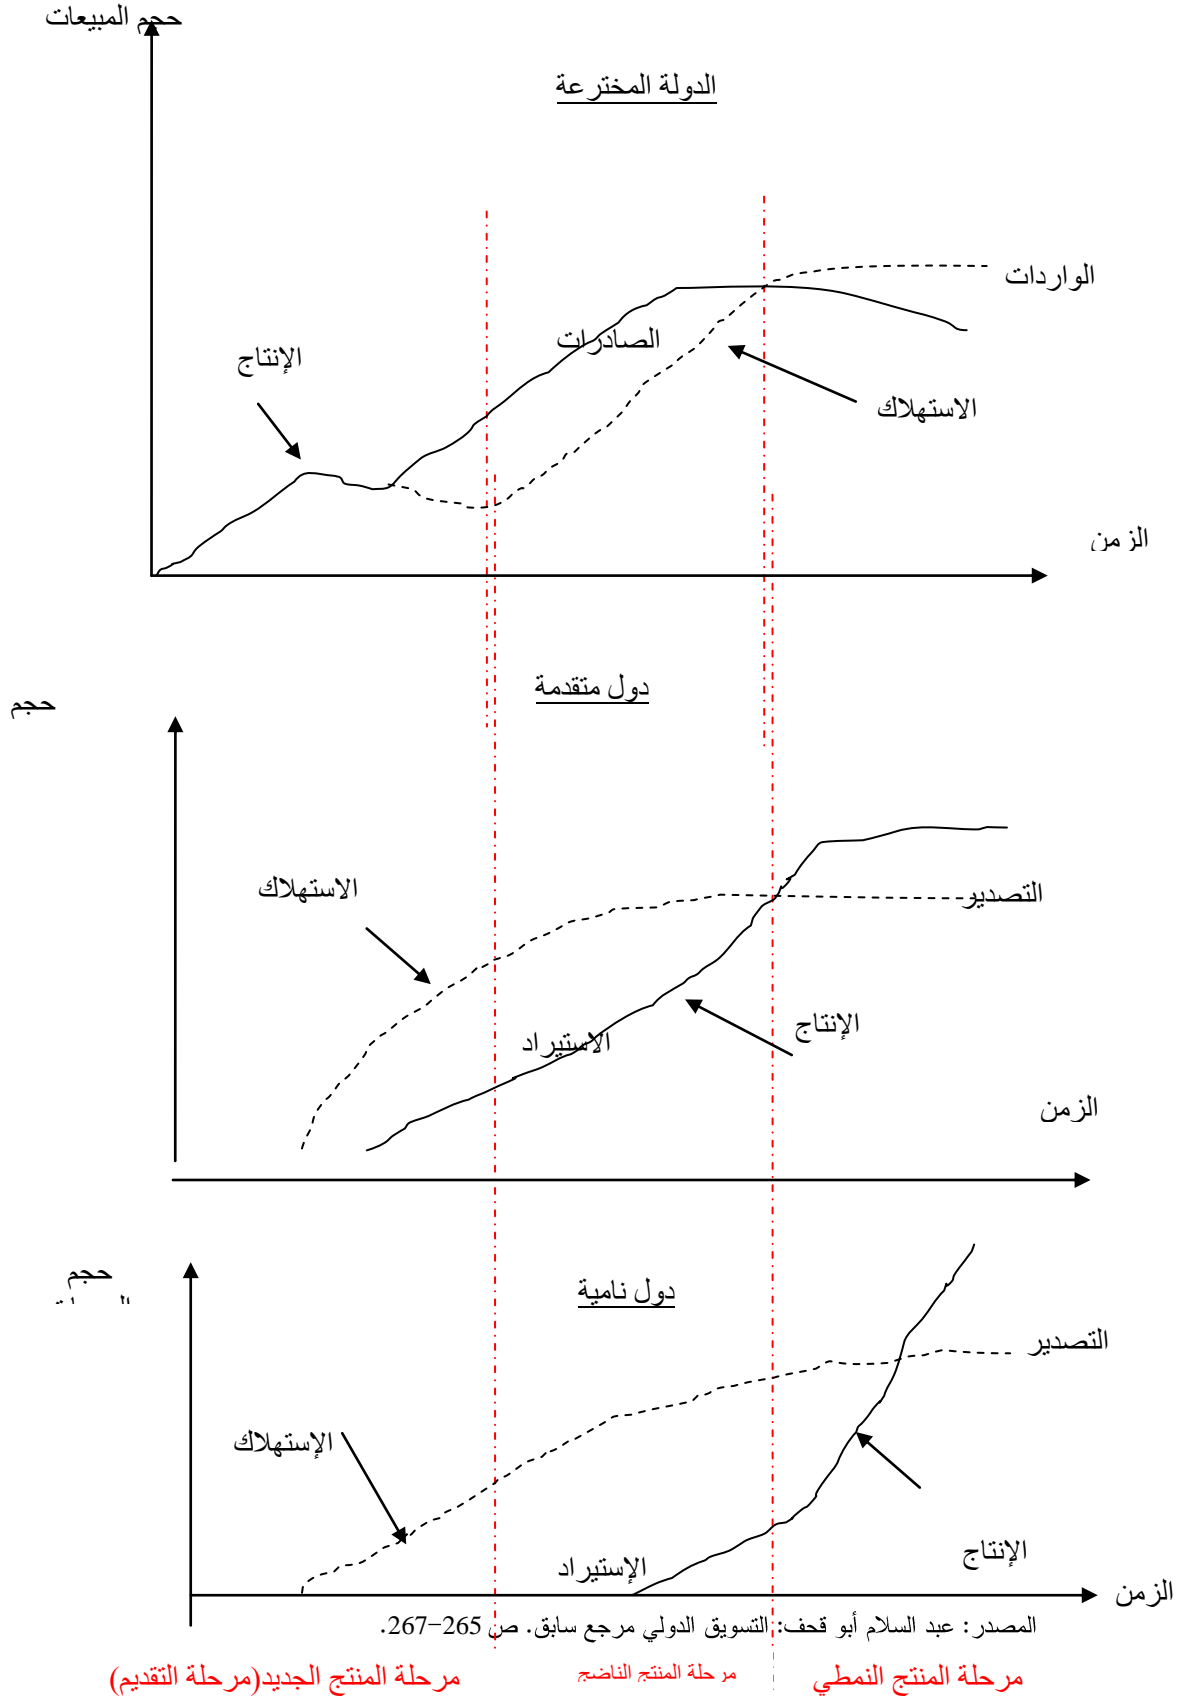 حجم المبيعات
الدولة المخترعة
الواردات
الصادرات
الإنتاج
الاستهلاك
الزمن
دول متقدمة
حجم
الاستهلاك
التصدير
الإنتاج
الاستيراد
الزمن
حجم
دول نامية
التصدير
الإستهلاك
الإنتاج
الإستيراد
الزمن
المصدر: عبد السلام أبو قحف: التسويق الدولي مرجع سابق. ص 265-267.
مرحلة المنتج الجديد(مرحلة التقديم) مرحلة المنتج الناضج مرحلة المنتج النمطي